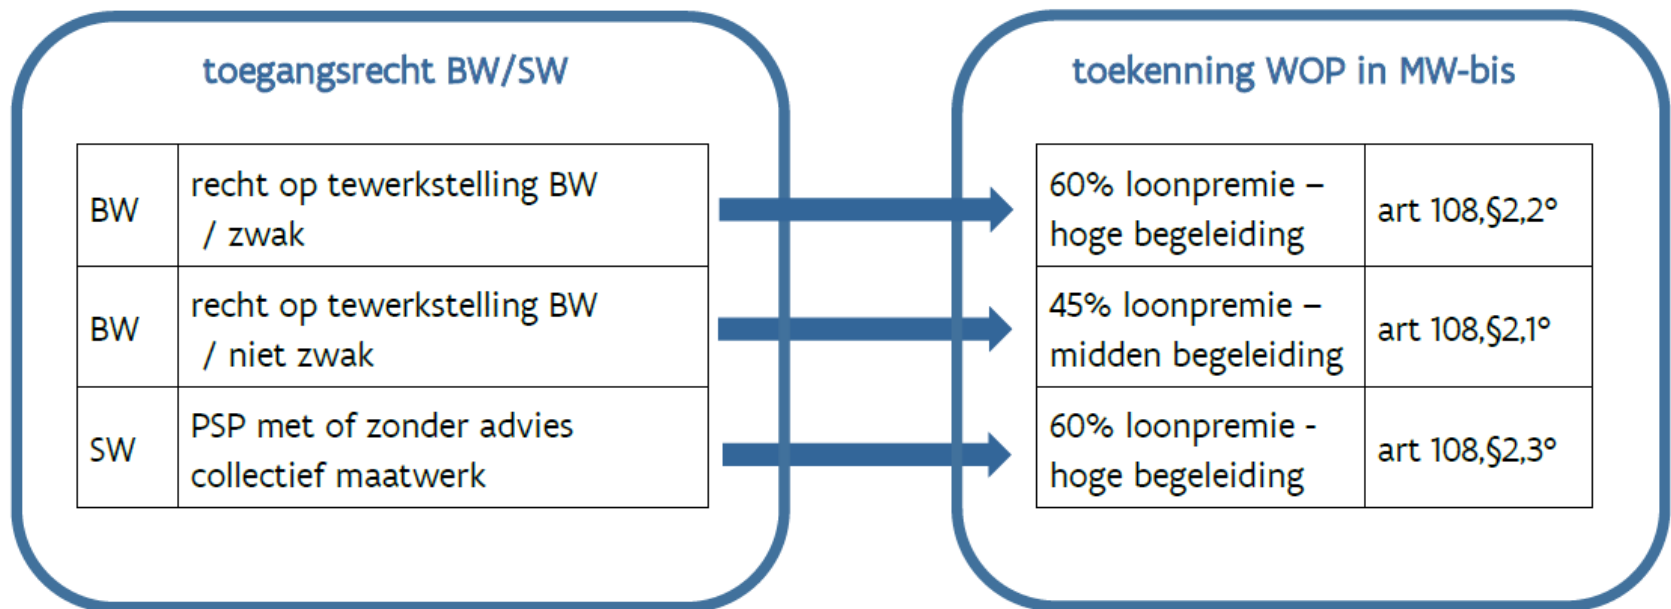 toegangsrecht BW/SW
BW
recht op tewerkstelling BW
/ zwak
BW
recht op tewerkstelling BW
/ niet zwak
SW
PSP met of zonder advies
collectief maatwerk
toekenning WOP in MW-bis
60% loonpremie –
hoge begeleiding
art 108,§2,2°
45% loonpremie –
midden begeleiding
art 108,§2,1°
60% loonpremie -
hoge begeleiding
art 108,§2,3°